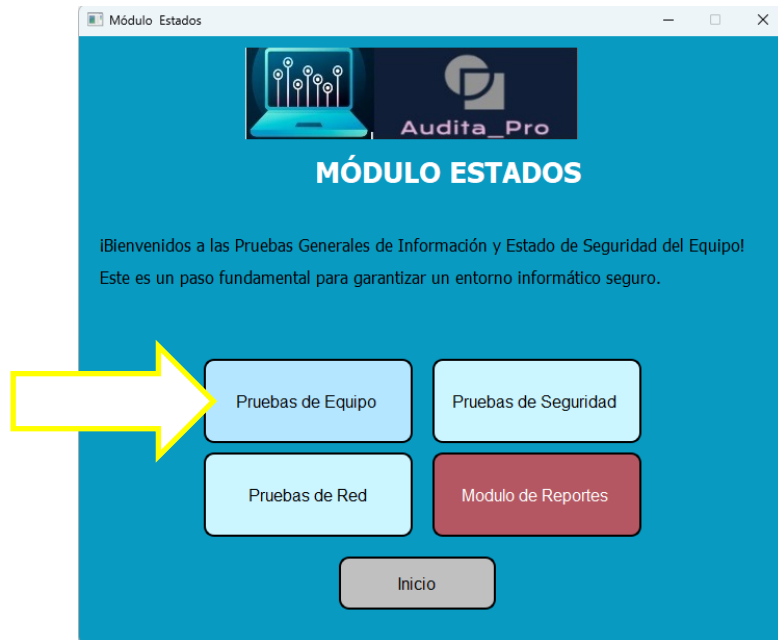 Módulo Estados
Audita_Pro
MÓDULO ESTADOS
¡Bienvenidos a las Pruebas Generales de Información y Estado de Seguridad del Equipo!
Este es un paso fundamental para garantizar un entorno informático seguro.
Pruebas de Equipo
Pruebas de Seguridad
Pruebas de Red
Modulo de Reportes
Inicio